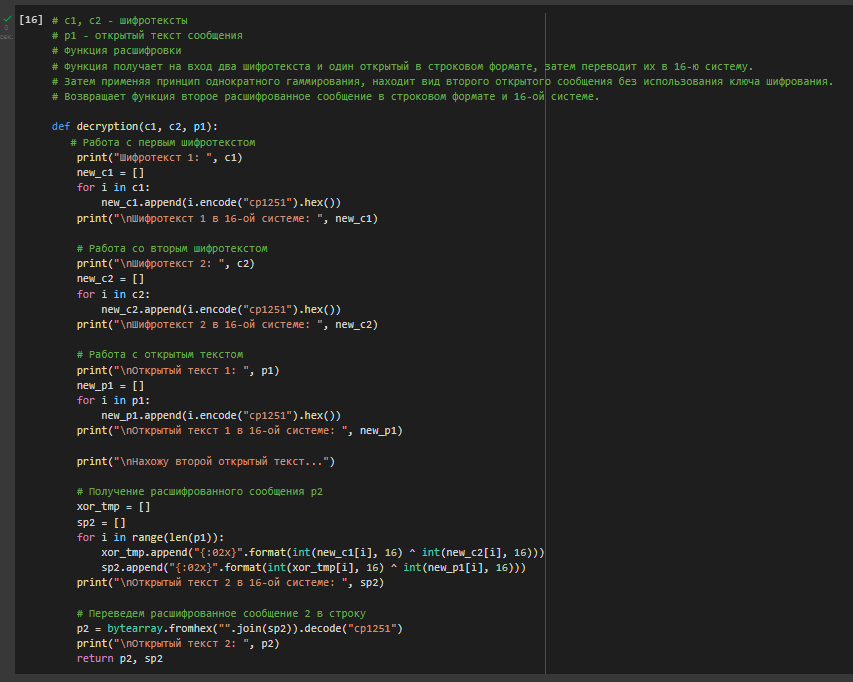 [16] # c1, c2 - шифротексты
# p1 - открытый текст сообщения
# Функция расшифровки
# Функция получает на вход два шифротекста и один открытый в строковом формате, затем переводит их в 16-ю систему.
# Затем применяя принцип однократного гаммирования, находит вид второго открытого сообщения без использования ключа шифрования.
# Возвращает функция второе расшифрованное сообщение в строковом формате и 16-ой системе.
def decryption(c1, c2, p1):
# Работа с первым шифротекстом
print("Шифротекст 1: ", c1)
new_c1 = []
for i in c1:
new_c1.append(i.encode("cp1251").hex())
print("\nШифротекст 1 в 16-ой системе: ", new_c1)
# Работа со вторым шифротекстом
print("\nШифротекст 2: ", c2)
new_c2 = []
for i in c2:
new_c2.append(i.encode("cp1251").hex())
print("\nШифротекст 2 в 16-ой системе: ", new_c2)
# Работа с открытым текстом
print("\nОткрытый текст 1: ", p1)
new_p1 = []
for i in p1:
new_p1.append(i.encode("cp1251").hex())
print("\nОткрытый текст 1 в 16-ой системе: ", new_p1)
print("\nНахожу второй открытый текст...")
# Получение расшифрованного сообщения p2
xor_tmp = []
sp2 = []
for i in range(len(p1)):
xor_tmp.append("{:02x}".format(int(new_c1[i], 16) ^ int(new_c2[i], 16)))
sp2.append("{:02x}".format(int(xor_tmp[i], 16) ^ int(new_p1[i], 16)))
print("\nОткрытый текст 2 в 16-ой системе: ", sp2)
# Переведем расшифрованное сообщение 2 в строку
p2 = bytearray.fromhex("".join(sp2)).decode("cp1251")
print("\nОткрытый текст 2: ", p2)
return p2, sp2